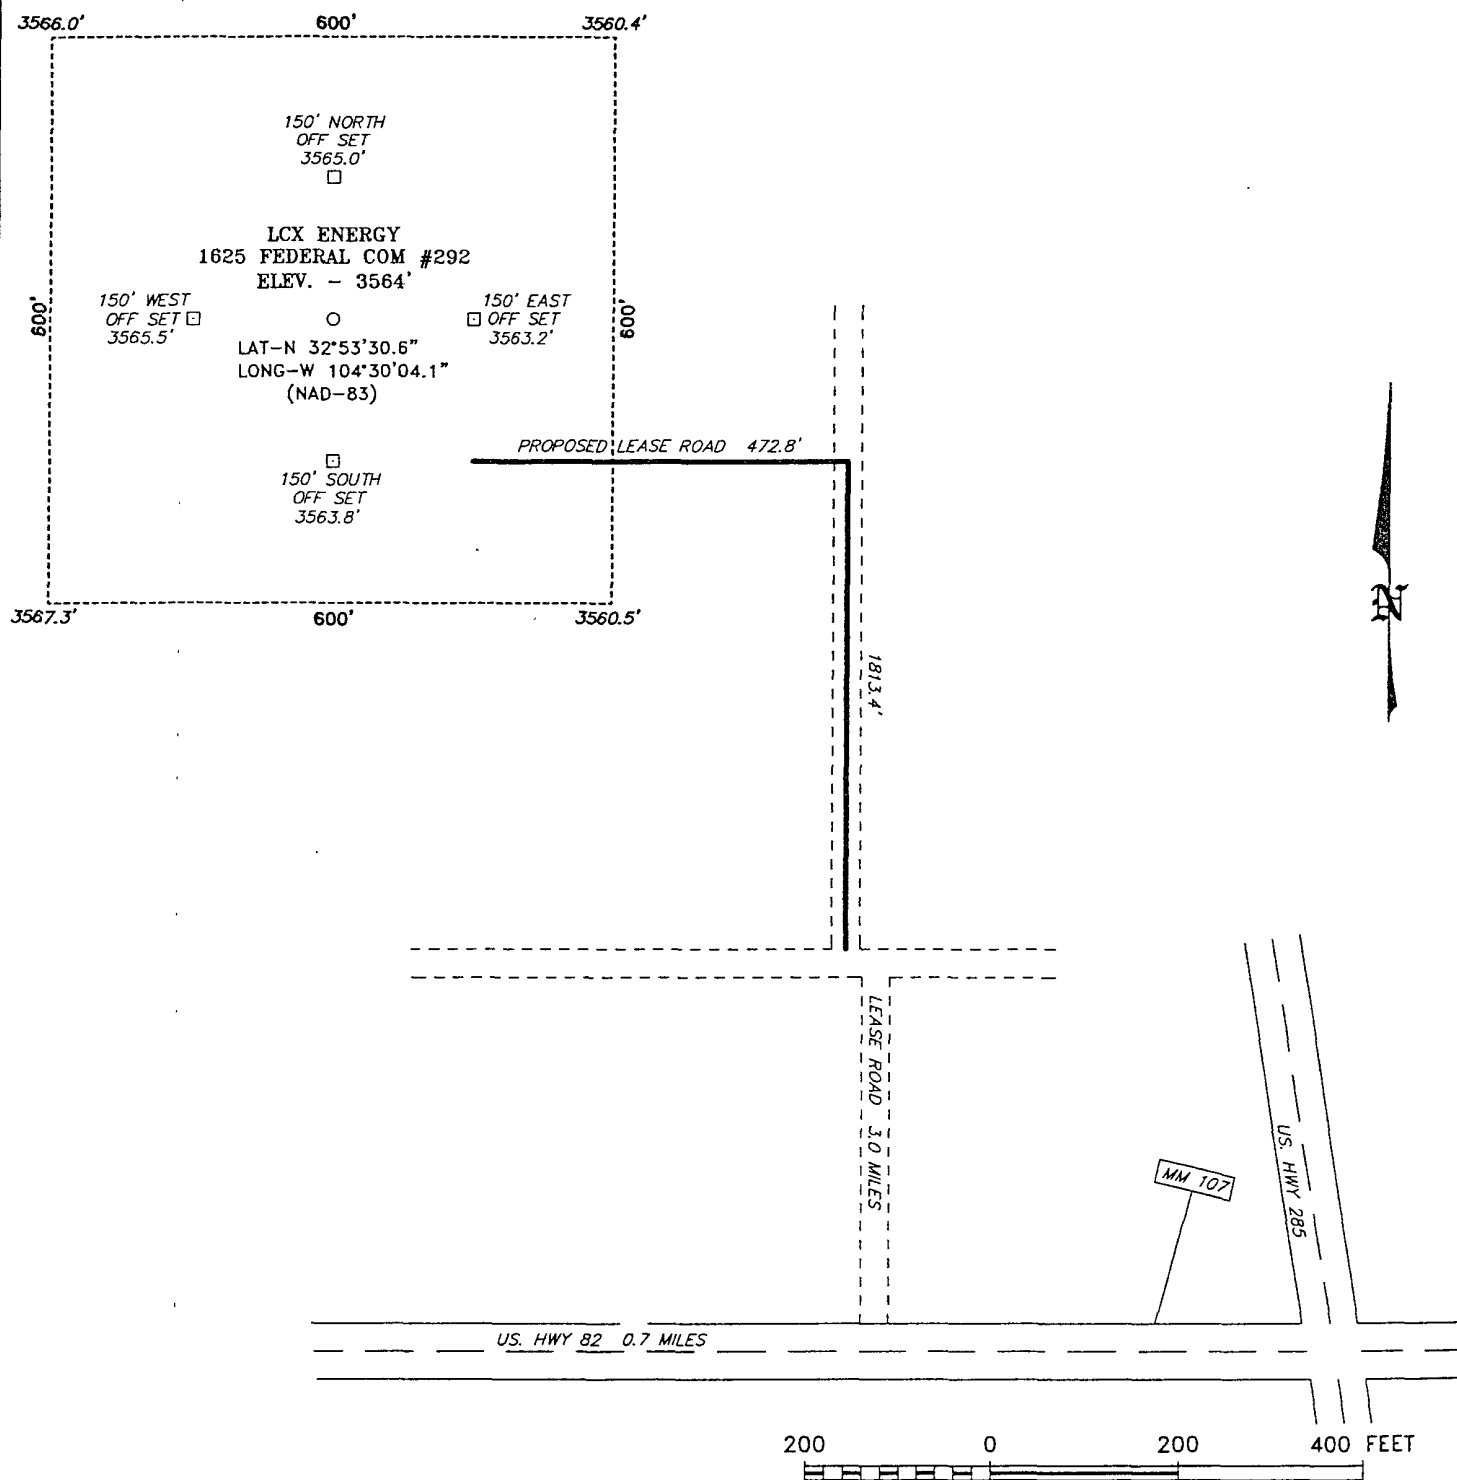 3566.0'
600'
3560.4'
150' NORTH
OFF SET
3565.0'
LCX ENERGY
1625 FEDERAL COM #292
ELEV. - 3564'
600'
150' WEST
OFF SET
3565.5'
150' EAST
OFF SET
3563.2'
600'
LAT-N 32°53'30.6"
LONG-W 104°30'04.1"
(NAD-83)
PROPOSED LEASE ROAD 472.8'
150' SOUTH
OFF SET
3563.8'
3567.3'
600'
3560.5'
N
1813.4'
LEASE ROAD 3.0 MILES
MM 107
US. HWY 285
US. HWY 82 0.7 MILES
200 0 200 400 FEET